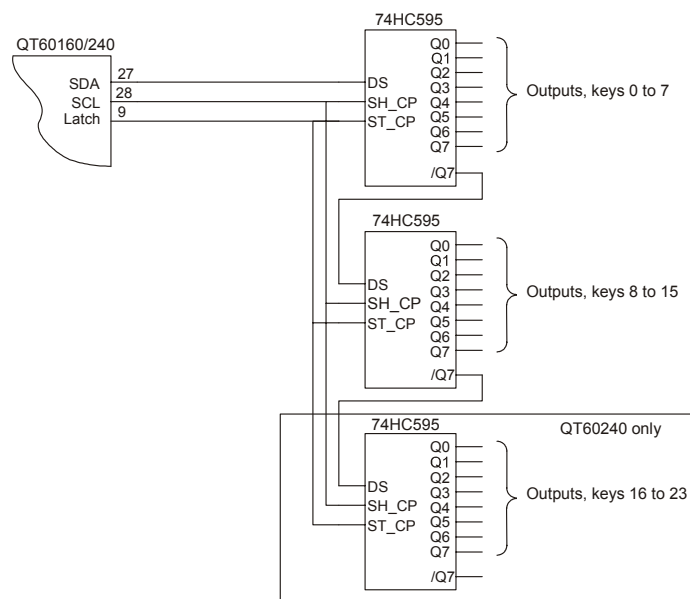 74HC595
QT60160/240
SDA
27
SCL
28
Latch
9
DS
SH_CP
ST_CP
Q0
Q1
Q2
Q3
Q4
Q5
Q6
Q7
/Q7
Outputs, keys 0 to 7
74HC595
DS
SH_CP
ST_CP
Q0
Q1
Q2
Q3
Q4
Q5
Q6
Q7
/Q7
Outputs, keys 8 to 15
74HC595
QT60240 only
DS
SH_CP
ST_CP
Q0
Q1
Q2
Q3
Q4
Q5
Q6
Q7
/Q7
Outputs, keys 16 to 23